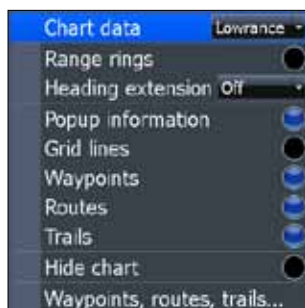 Chart data Lowrance
Range rings
Heading extension Off
Popup information
Grid lines
Waypoints
Routes
Trails
Hide chart
Waypoints, routes, trails...